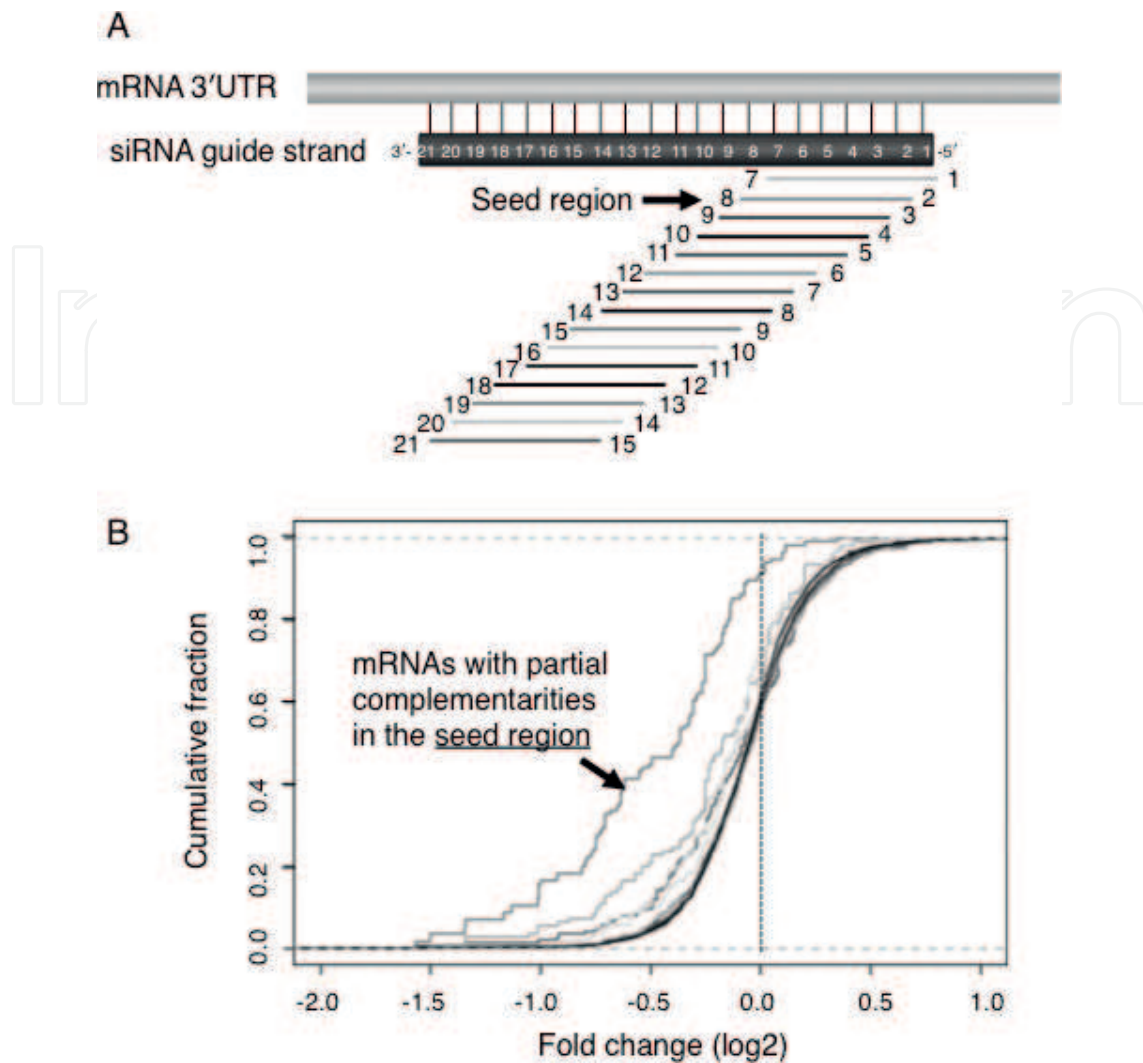 A
mRNA 3'UTR
siRNA guide strand 3'- 21 20 19 18 17 16 15 14 13 12 11 10 9 8 7 6 5 4 3 2 1 -5'
7 1
Seed region 8 2
9 3
10 4
11 5
12 6
13 7
14 8
15 9
16 10
17 11
18 12
19 13
20 14
21 15
B
Cumulative fraction
1.0
0.8
0.6
0.4
0.2
0.0
mRNAs with partial
complementarities
in the seed region
-2.0 -1.5 -1.0 -0.5 0.0 0.5 1.0
Fold change (log2)